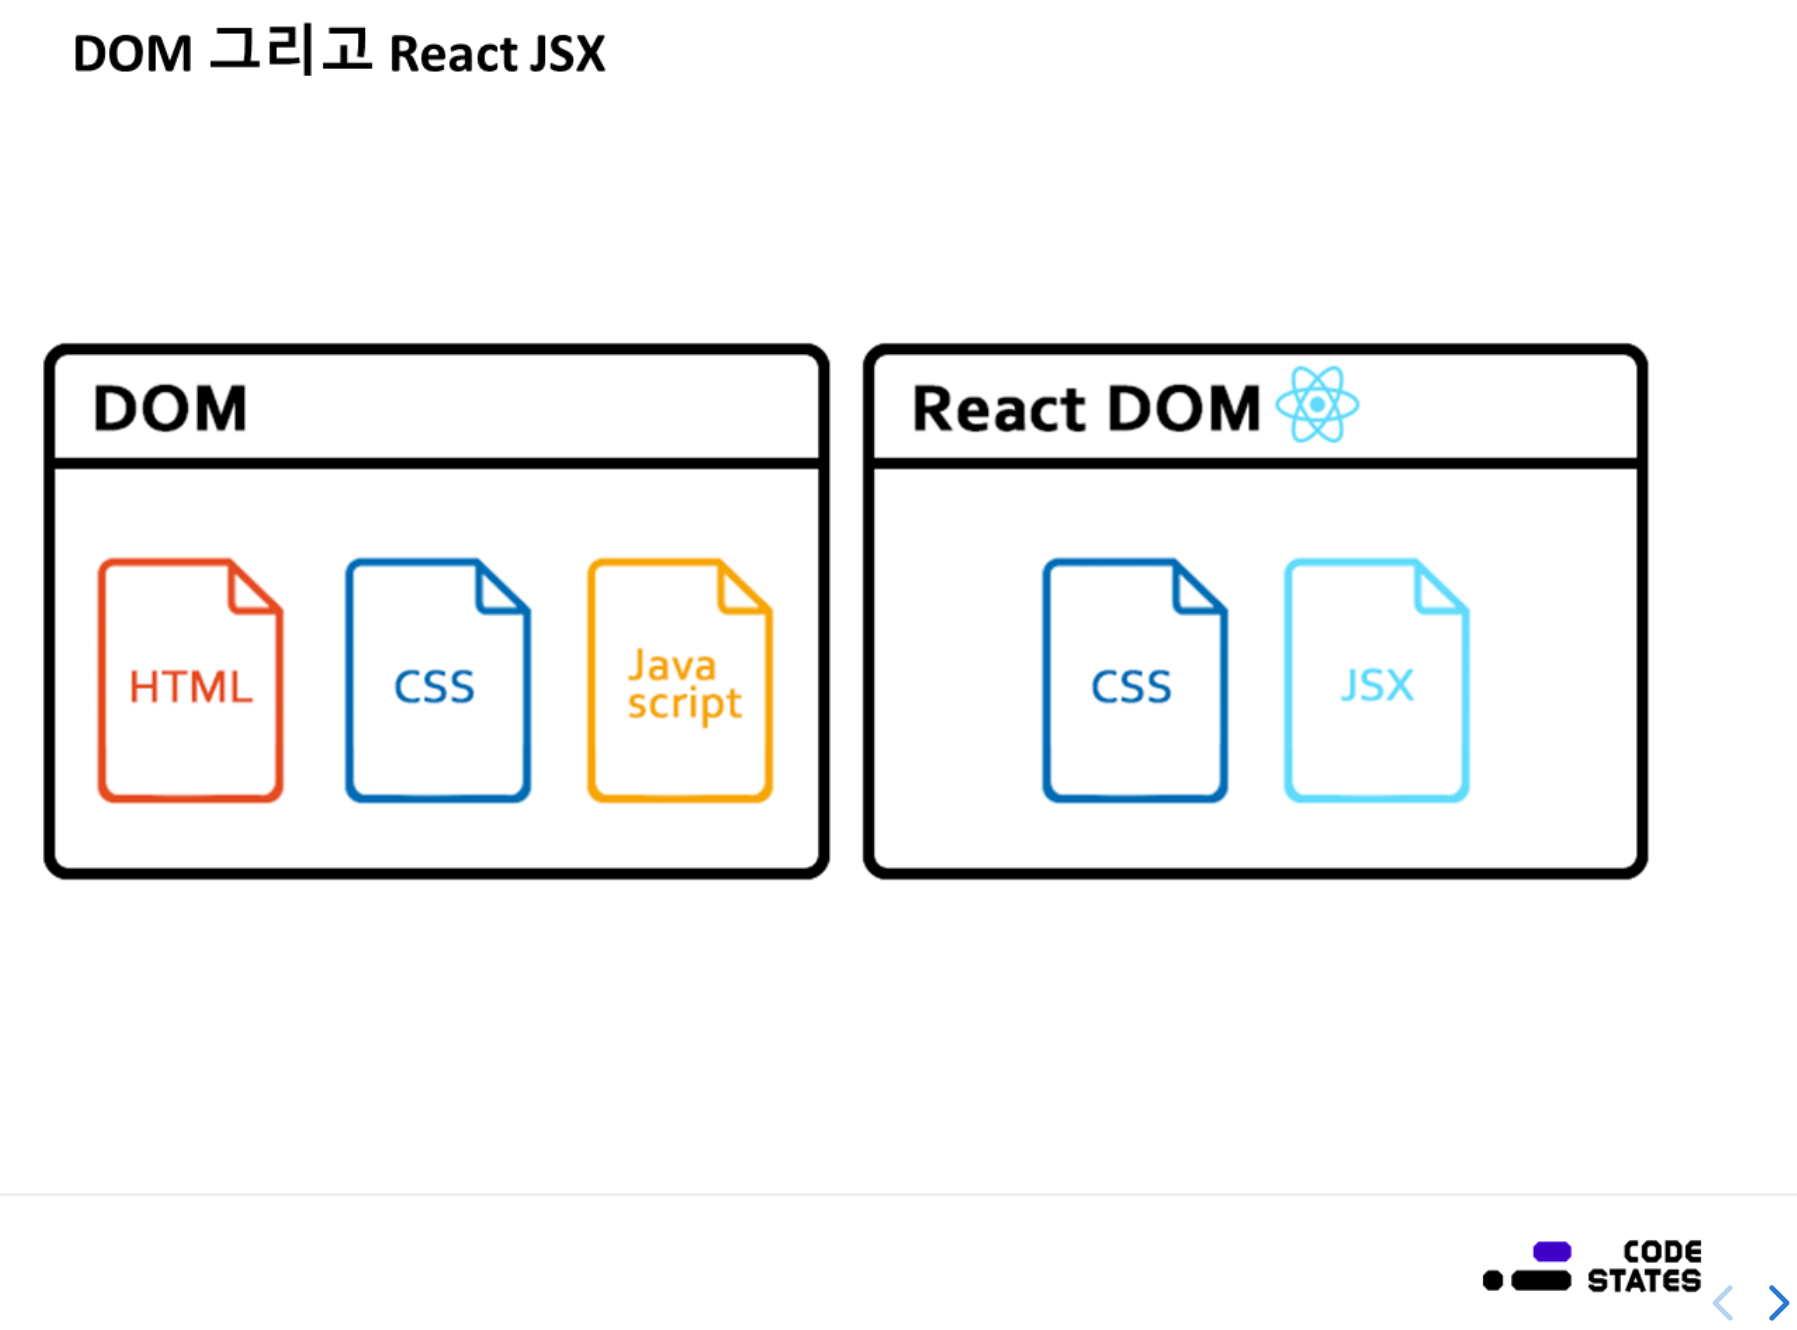 DOM 그리고 React JSX
DOM
HTML
CSS
Java
script
React DOM
CSS
JSX
CODE
STATES